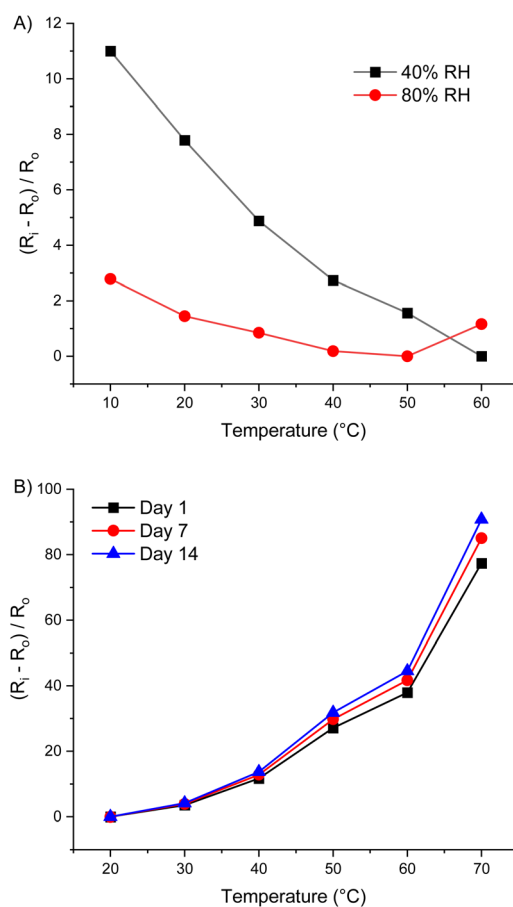 A)
12
10
8
6
4
2
0
(Rᵢ - Rₒ) / Rₒ
40% RH
80% RH
10 20 30 40 50 60
Temperature (°C)
B)
100
80
60
40
20
0
(Rᵢ - Rₒ) / Rₒ
Day 1
Day 7
Day 14
20 30 40 50 60 70
Temperature (°C)